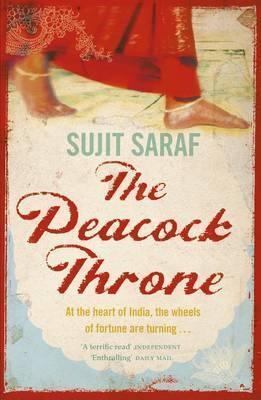 SUJIT SARAF
The
Peacock
Throne
At the heart of India, the wheels
of fortune are turning . . .
'A terrific read' INDEPENDENT
'Enthralling' DAILY MAIL